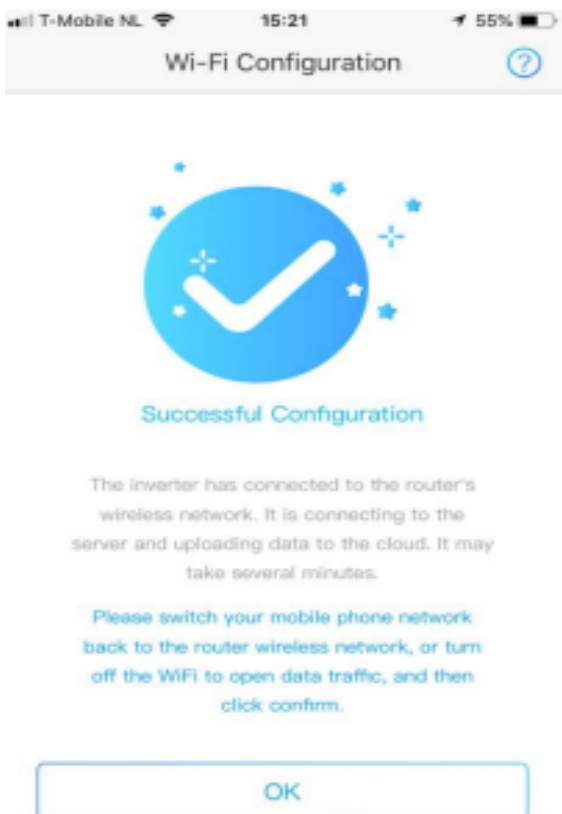 T-Mobile NL 15:21 55%
Wi-Fi Configuration ?
Successful Configuration
The inverter has connected to the router's
wireless network. It is connecting to the
server and uploading data to the cloud. It may
take several minutes.
Please switch your mobile phone network
back to the router wireless network, or turn
off the WiFi to open data traffic, and then
click confirm.
OK